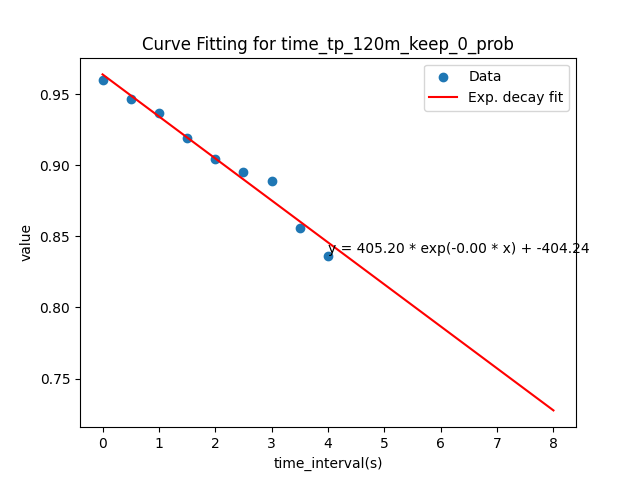 Curve Fitting for time_tp_120m_keep_0_prob
Data
Exp. decay fit
0.95
0.90
0.85
0.80
0.75
value
y = 405.20 * exp(-0.00 * x) + -404.24
0 1 2 3 4 5 6 7 8
time_interval(s)